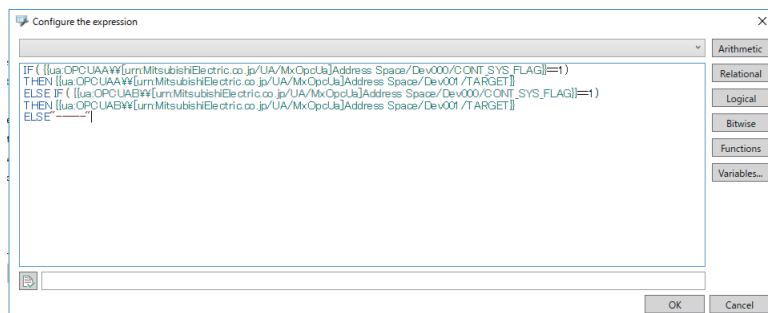 Configure the expression
IF ( {{ua:OPCUAA¥¥[urn:MitsubishiElectric.co.jp/UA/MxOpcUa]Address Space/Dev000/CONT_SYS_FLAG}}==1)
THEN {{ua:OPCUAA¥¥[urn:MitsubishiElectric.co.jp/UA/MxOpcUa]Address Space/Dev001/TARGET}}
ELSE IF ( {{ua:OPCUAB¥¥[urn:MitsubishiElectric.co.jp/UA/MxOpcUa]Address Space/Dev000/CONT_SYS_FLAG}}==1)
THEN {{ua:OPCUAB¥¥[urn:MitsubishiElectric.co.jp/UA/MxOpcUa]Address Space/Dev001/TARGET}}
ELSE"-----"
Arithmetic
Relational
Logical
Bitwise
Functions
Variables...
OK
Cancel